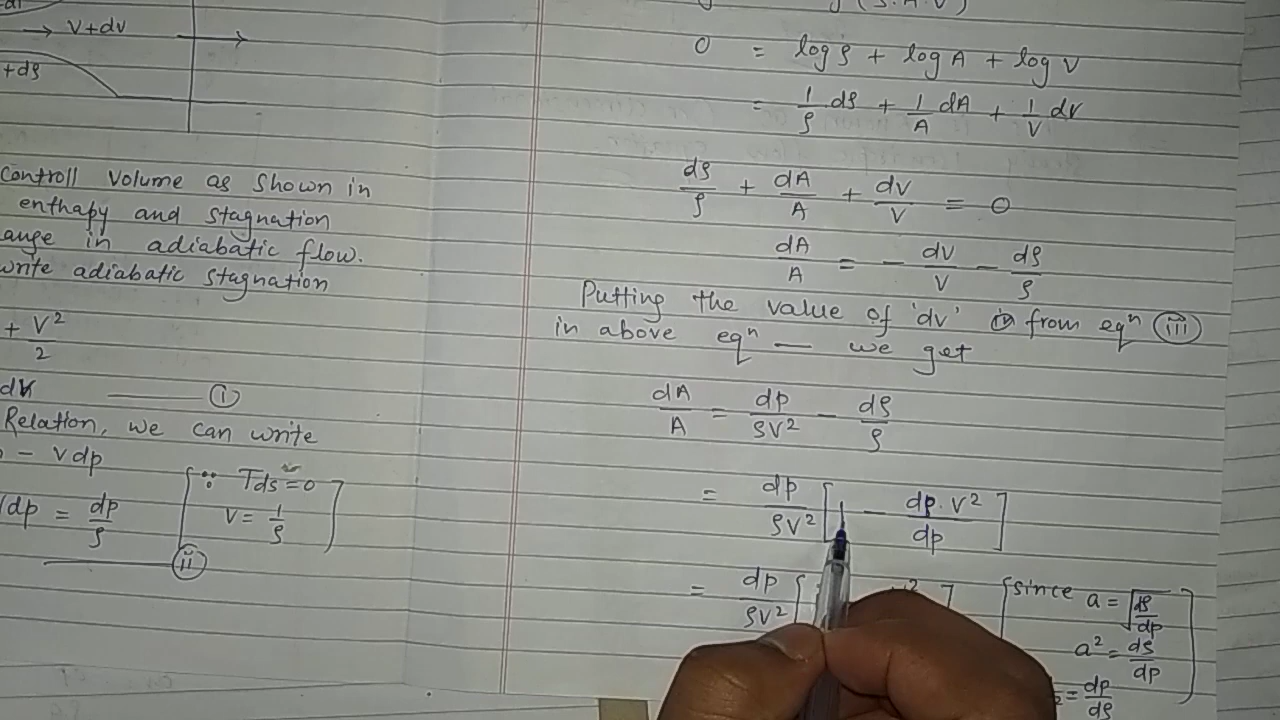 → V+dv
+dρ
Controll volume as shown in
enthapy and stagnation
ange in adiabatic flow.
write adiabatic stagnation
+ V²/2
dV ——— (i)
Relation, we can write
- vdp
dp = dp/ρ [∵ Tds = 0
V = 1/ρ]
——— (ii)
0 = log ρ + log A + log V
= 1/ρ dρ + 1/A dA + 1/V dV
dρ/ρ + dA/A + dV/V = 0
dA/A = - dV/V - dρ/ρ
Putting the value of 'dv' from eqⁿ (iii)
in above eqⁿ — we get
dA/A = dp/ρV² - dρ/ρ
= dp/ρV² [1 - dρ.V²/dp]
= dp/ρV² [
[since a = √dρ/dp
a² = dρ/dp
= dp/dρ]